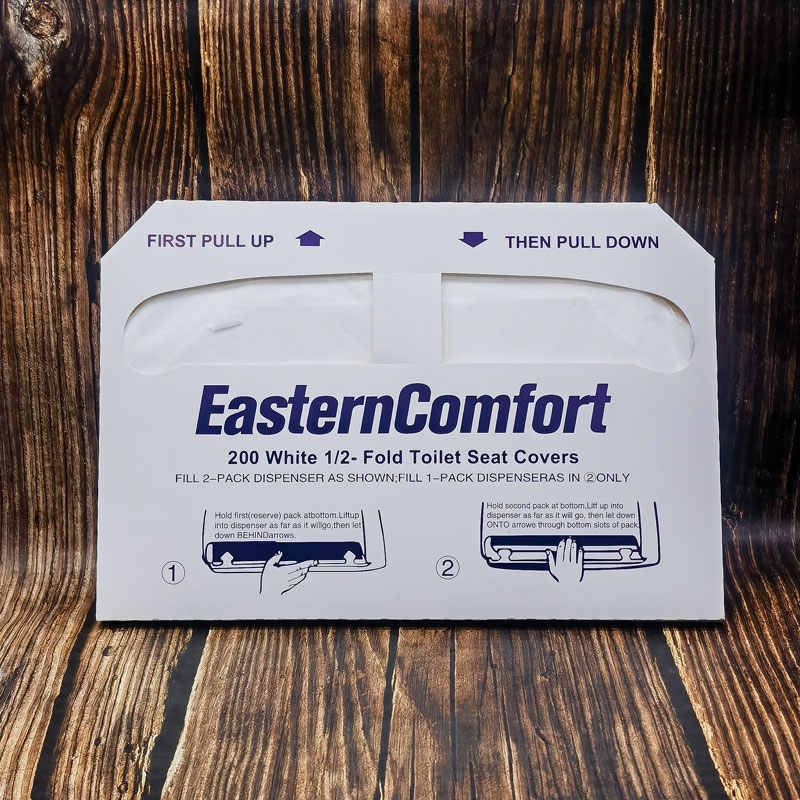 FIRST PULL UP
THEN PULL DOWN
EasternComfort
200 White 1/2- Fold Toilet Seat Covers
FILL 2-PACK DISPENSER AS SHOWN;FILL 1-PACK DISPENSERAS IN ②ONLY
Hold first(reserve) pack atbottom.Liftup
into dispenser as far as it willgo,then let
down BEHINDarrows.
①
Hold second pack at bottom.Litf up into
dispenser as far as it will go, then let down
ONTO arrowe through bottom slots of pack.
②